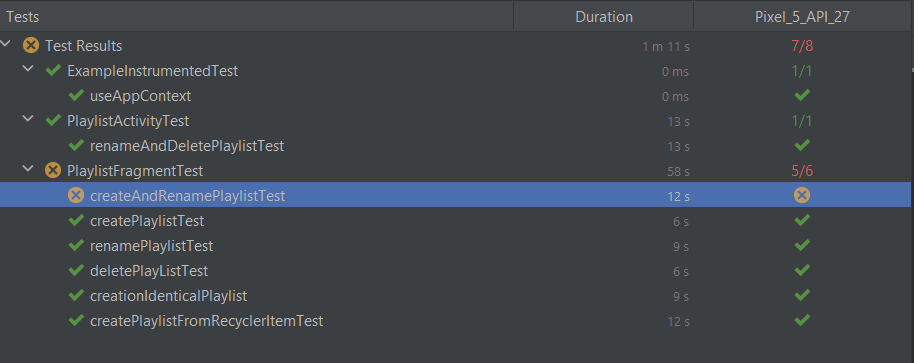 Tests Duration Pixel_5_API_27
Test Results 1 m 11 s 7/8
ExampleInstrumentedTest 0 ms 1/1
useAppContext 0 ms
PlaylistActivityTest 13 s 1/1
renameAndDeletePlaylistTest 13 s
PlaylistFragmentTest 58 s 5/6
createAndRenamePlaylistTest 12 s
createPlaylistTest 6 s
renamePlaylistTest 9 s
deletePlayListTest 6 s
creationIdenticalPlaylist 9 s
createPlaylistFromRecyclerItemTest 12 s